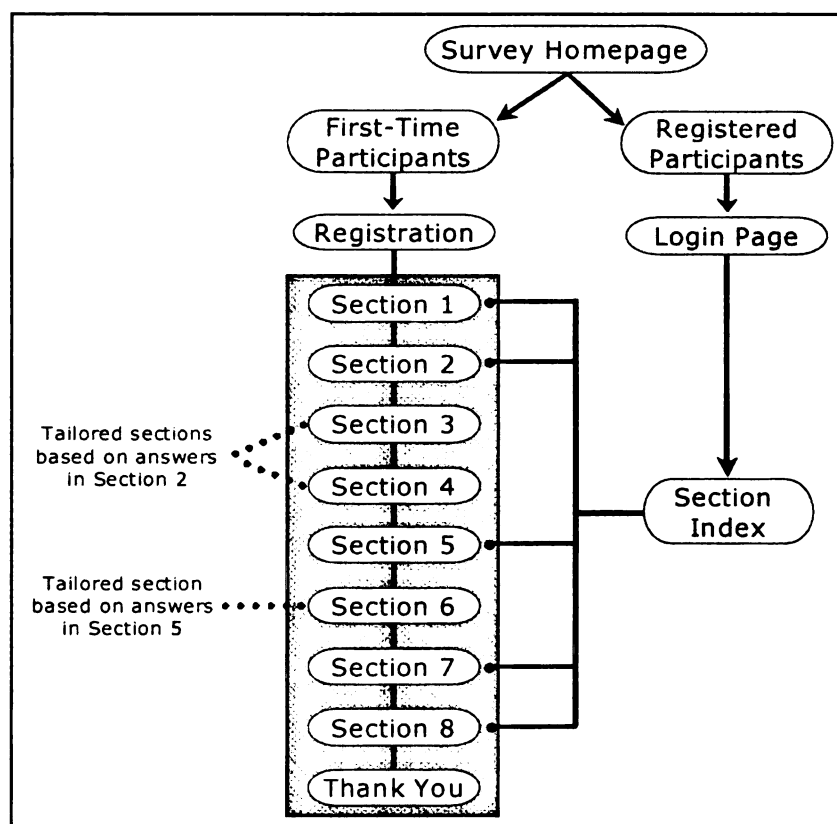 Survey Homepage
First-Time
Participants
Registered
Participants
Registration
Login Page
Section 1
Section 2
Section 3
Tailored sections
based on answers
in Section 2
Section 4
Section
Index
Section 5
Tailored section
based on answers
in Section 5
Section 6
Section 7
Section 8
Thank You